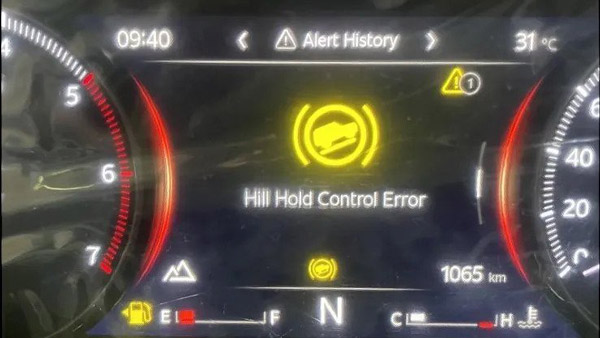 4
09:40 Alert History 31 °C
5
1
6
Hill Hold Control Error
40
20
7
1065 km
E F N C H